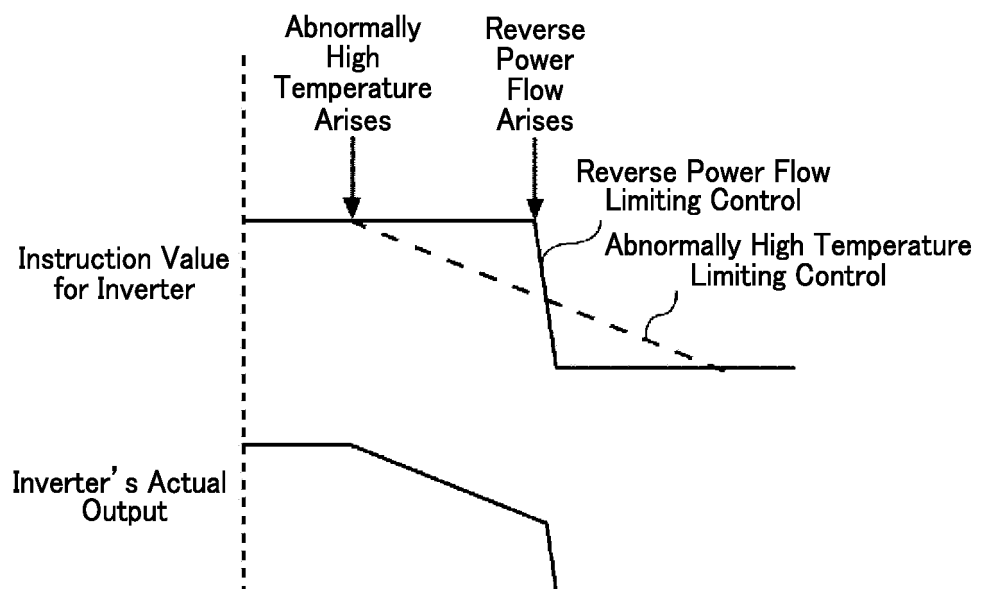 Abnormally
High
Temperature
Arises
Reverse
Power
Flow
Arises
Reverse Power Flow
Limiting Control
Abnormally High Temperature
Limiting Control
Instruction Value
for Inverter
Inverter's Actual
Output